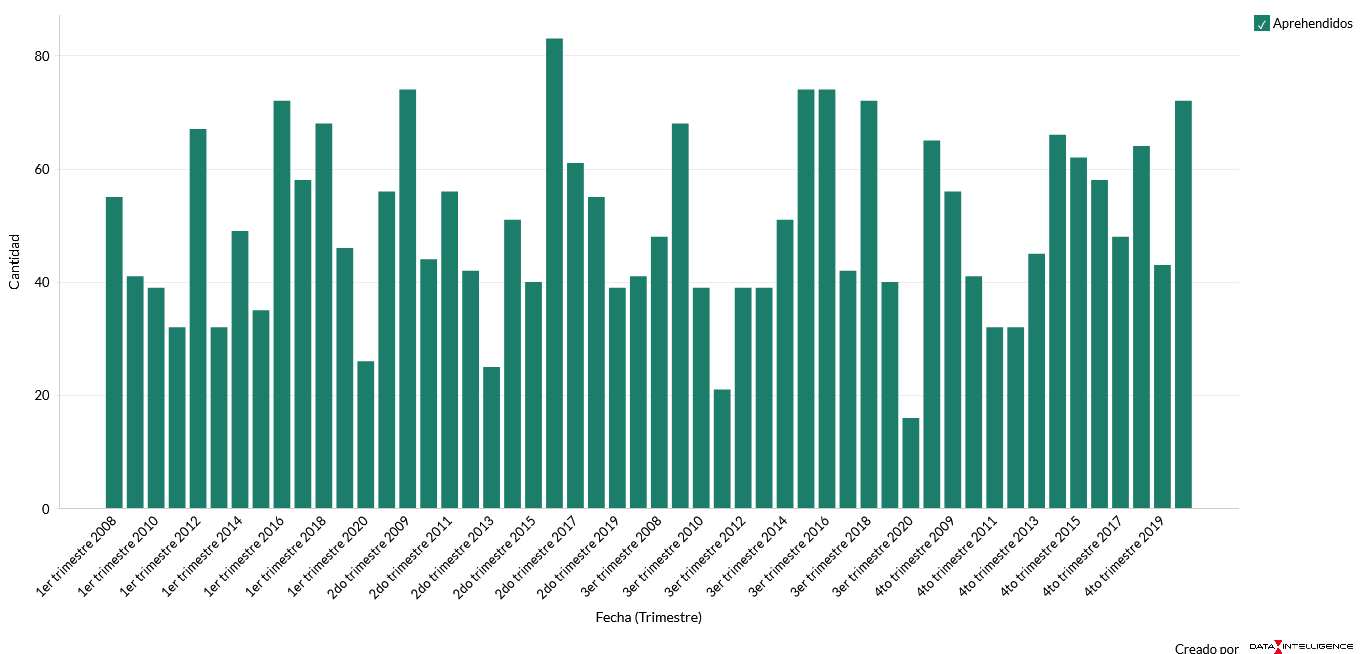 ✓ Aprehendidos
Cantidad
80
60
40
20
0
1er trimestre 2008
1er trimestre 2010
1er trimestre 2012
1er trimestre 2014
1er trimestre 2016
1er trimestre 2018
1er trimestre 2020
2do trimestre 2009
2do trimestre 2011
2do trimestre 2013
2do trimestre 2015
2do trimestre 2017
2do trimestre 2019
3er trimestre 2008
3er trimestre 2010
3er trimestre 2012
3er trimestre 2014
3er trimestre 2016
3er trimestre 2018
3er trimestre 2020
4to trimestre 2009
4to trimestre 2011
4to trimestre 2013
4to trimestre 2015
4to trimestre 2017
4to trimestre 2019
Fecha (Trimestre)
Creado por DATA INTELLIGENCE